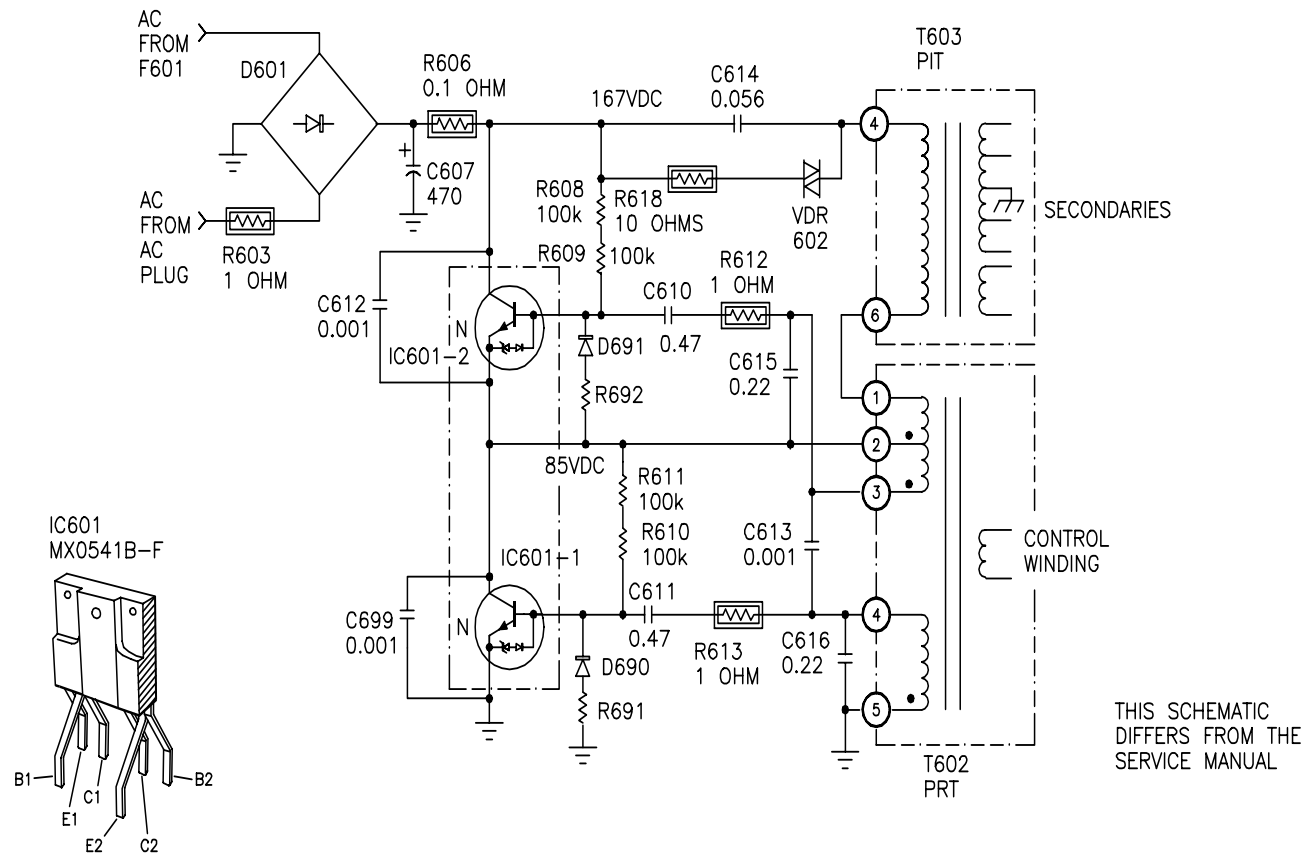 AC
FROM
F601
D601
R606
0.1 OHM
167VDC
C614
0.056
T603
PIT
4
+
C607
470
AC
FROM
AC
PLUG
R603
1 OHM
R608
100k
R618
10 OHMS
VDR
602
SECONDARIES
R609
100k
R612
1 OHM
C612
0.001
N
IC601-2
C610
0.47
D691
R692
C615
0.22
6
1
2
3
85VDC
R611
100k
R610
100k
C613
0.001
CONTROL
WINDING
IC601
MX0541B-F
IC601-1
C699
0.001
N
C611
0.47
D690
R691
R613
1 OHM
C616
0.22
4
5
T602
PRT
THIS SCHEMATIC
DIFFERS FROM THE
SERVICE MANUAL
B1
E1
C1
E2
C2
B2